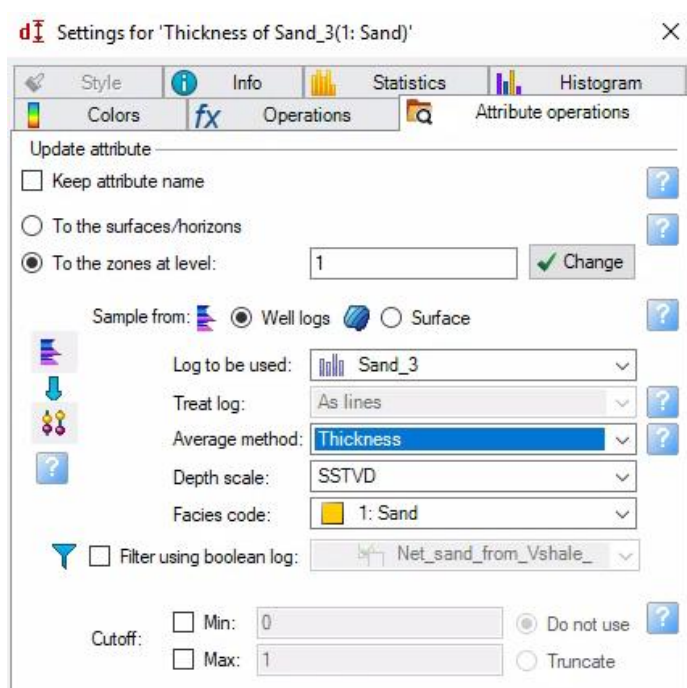 Settings for 'Thickness of Sand_3(1: Sand)'
Style Info Statistics Histogram
Colors Operations Attribute operations
Update attribute
Keep attribute name
To the surfaces/horizons
To the zones at level: 1 Change
Sample from: Well logs Surface
Log to be used: Sand_3
Treat log: As lines
Average method: Thickness
Depth scale: SSTVD
Facies code: 1: Sand
Filter using boolean log: Net_sand_from_Vshale_
Cutoff: Min: 0 Do not use
Max: 1 Truncate